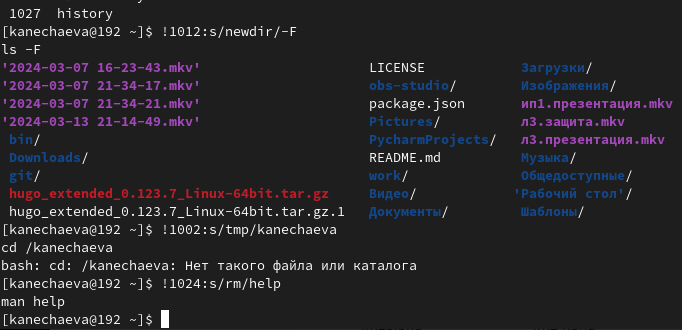 1027  history
[kanechaeva@192 ~]$ !1012:s/newdir/-F
ls -F
'2024-03-07 16-23-43.mkv'                     LICENSE           Загрузки/
'2024-03-07 21-34-17.mkv'                     obs-studio/       Изображения/
'2024-03-07 21-34-21.mkv'                     package.json      ип1.презентация.mkv
'2024-03-13 21-14-49.mkv'                     Pictures/         л3.защита.mkv
 bin/                                         PycharmProjects/  л3.презентация.mkv
 Downloads/                                   README.md         Музыка/
 git/                                         work/             Общедоступные/
 hugo_extended_0.123.7_Linux-64bit.tar.gz     Видео/           'Рабочий стол'/
 hugo_extended_0.123.7_Linux-64bit.tar.gz.1   Документы/        Шаблоны/
[kanechaeva@192 ~]$ !1002:s/tmp/kanechaeva
cd /kanechaeva
bash: cd: /kanechaeva: Нет такого файла или каталога
[kanechaeva@192 ~]$ !1024:s/rm/help
man help
[kanechaeva@192 ~]$